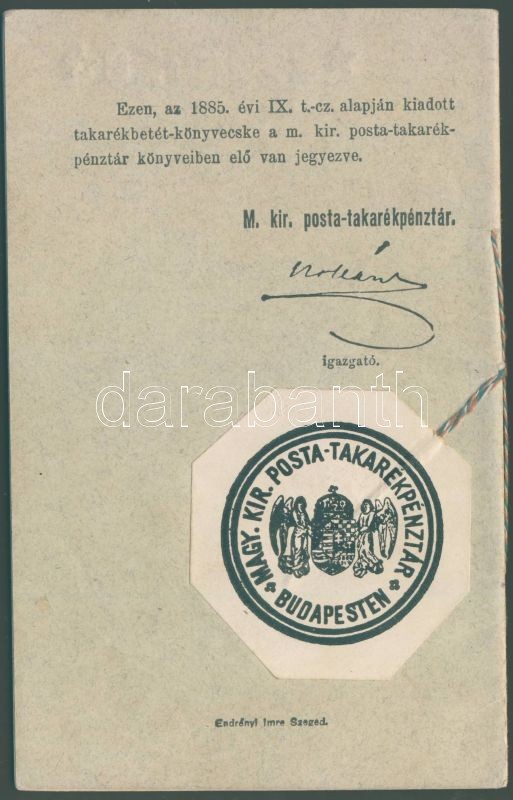 Ezen, az 1885. évi IX. t.-cz. alapján kiadott
takarékbetét-könyvecske a m. kir. posta-takarék-
pénztár könyveiben elő van jegyezve.
M. kir. posta-takarékpénztár.
igazgató.
darabanth
MAGY. KIR. POSTA-TAKARÉKPÉNZTÁR
BUDAPESTEN
Endrényi Imre Szeged.